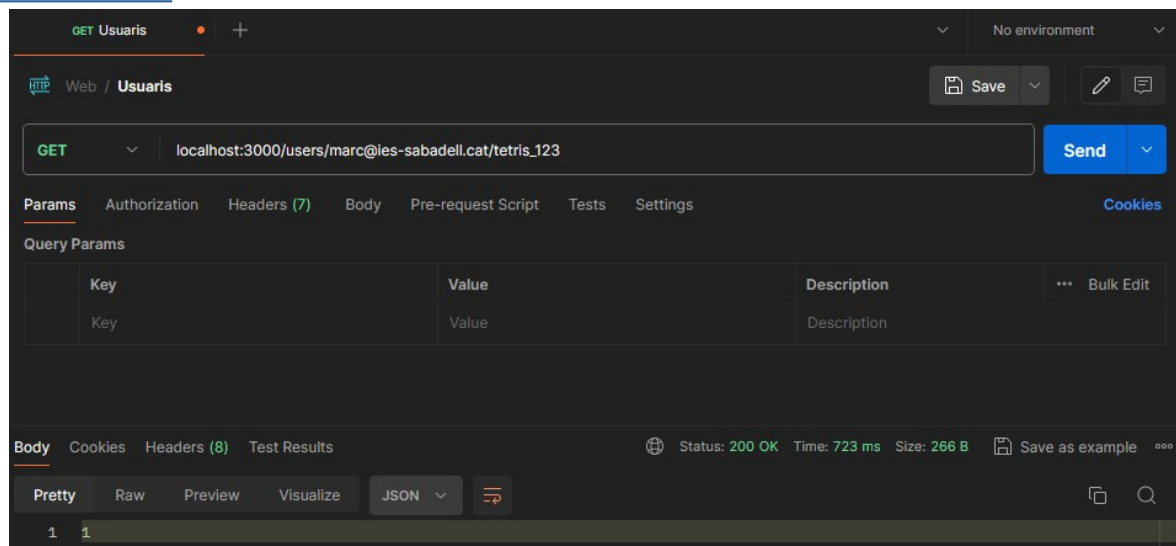 GET Usuaris + No environment
HTTP Web / Usuaris Save
GET localhost:3000/users/marc@ies-sabadell.cat/tetris_123 Send
Params Authorization Headers (7) Body Pre-request Script Tests Settings Cookies
Query Params
Key Value Description ••• Bulk Edit
Key Value Description
Body Cookies Headers (8) Test Results Status: 200 OK Time: 723 ms Size: 266 B Save as example
Pretty Raw Preview Visualize JSON
1 1